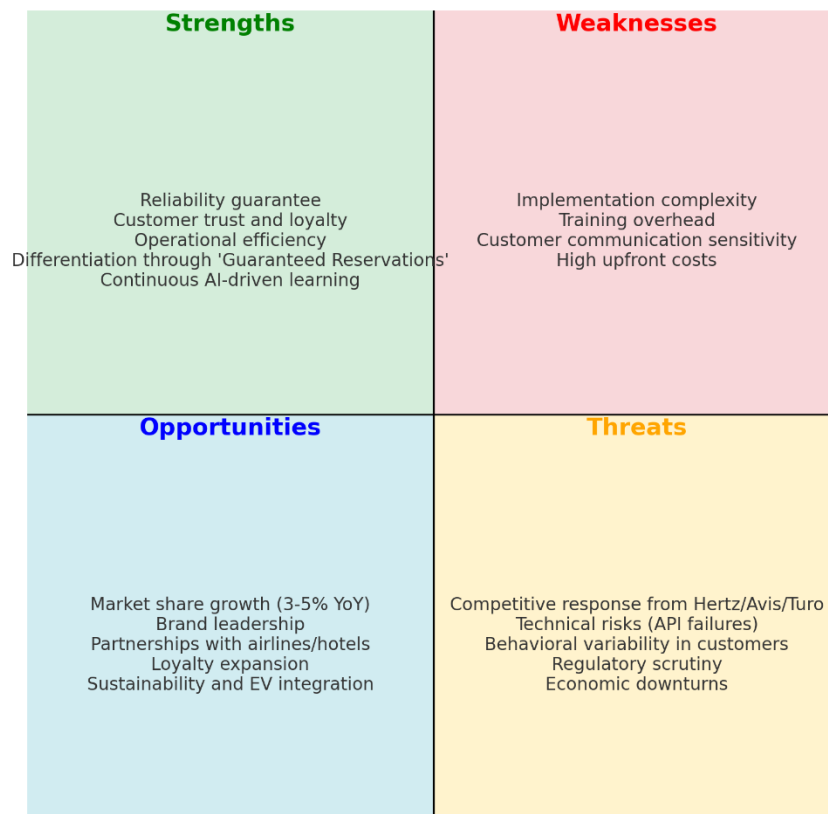 Strengths
Reliability guarantee
Customer trust and loyalty
Operational efficiency
Differentiation through 'Guaranteed Reservations'
Continuous AI-driven learning
Weaknesses
Implementation complexity
Training overhead
Customer communication sensitivity
High upfront costs
Opportunities
Market share growth (3-5% YoY)
Brand leadership
Partnerships with airlines/hotels
Loyalty expansion
Sustainability and EV integration
Threats
Competitive response from Hertz/Avis/Turo
Technical risks (API failures)
Behavioral variability in customers
Regulatory scrutiny
Economic downturns